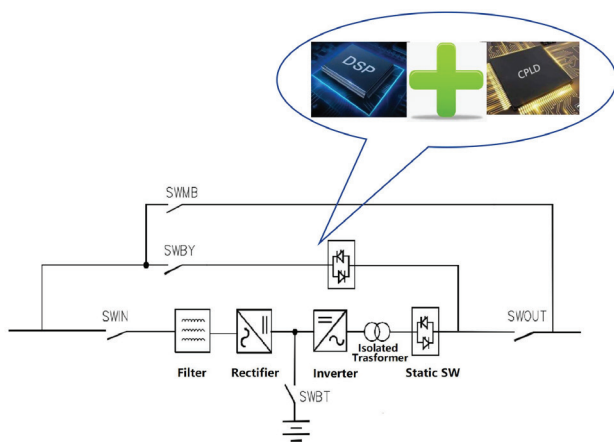 DSP
CPLD
SWMB
SWBY
SWIN
SWOUT
Isolated
Trasformer
Filter
Rectifier
Inverter
Static SW
SWBT